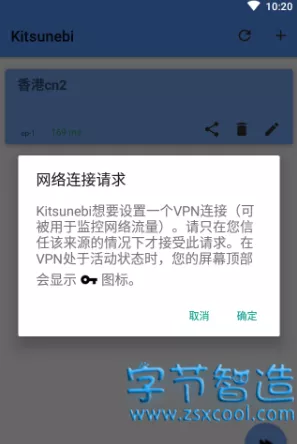 10:20
Kitsunebi
香港cn2
164 ms
网络连接请求
Kitsunebi想要设置一个VPN连接（可
被用于监控网络流量）。请只在您信
任该来源的情况下才接受此请求。在
VPN处于活动状态时，您的屏幕顶部
会显示 图标。
取消 确定
字节智造
www.zsxcool.com